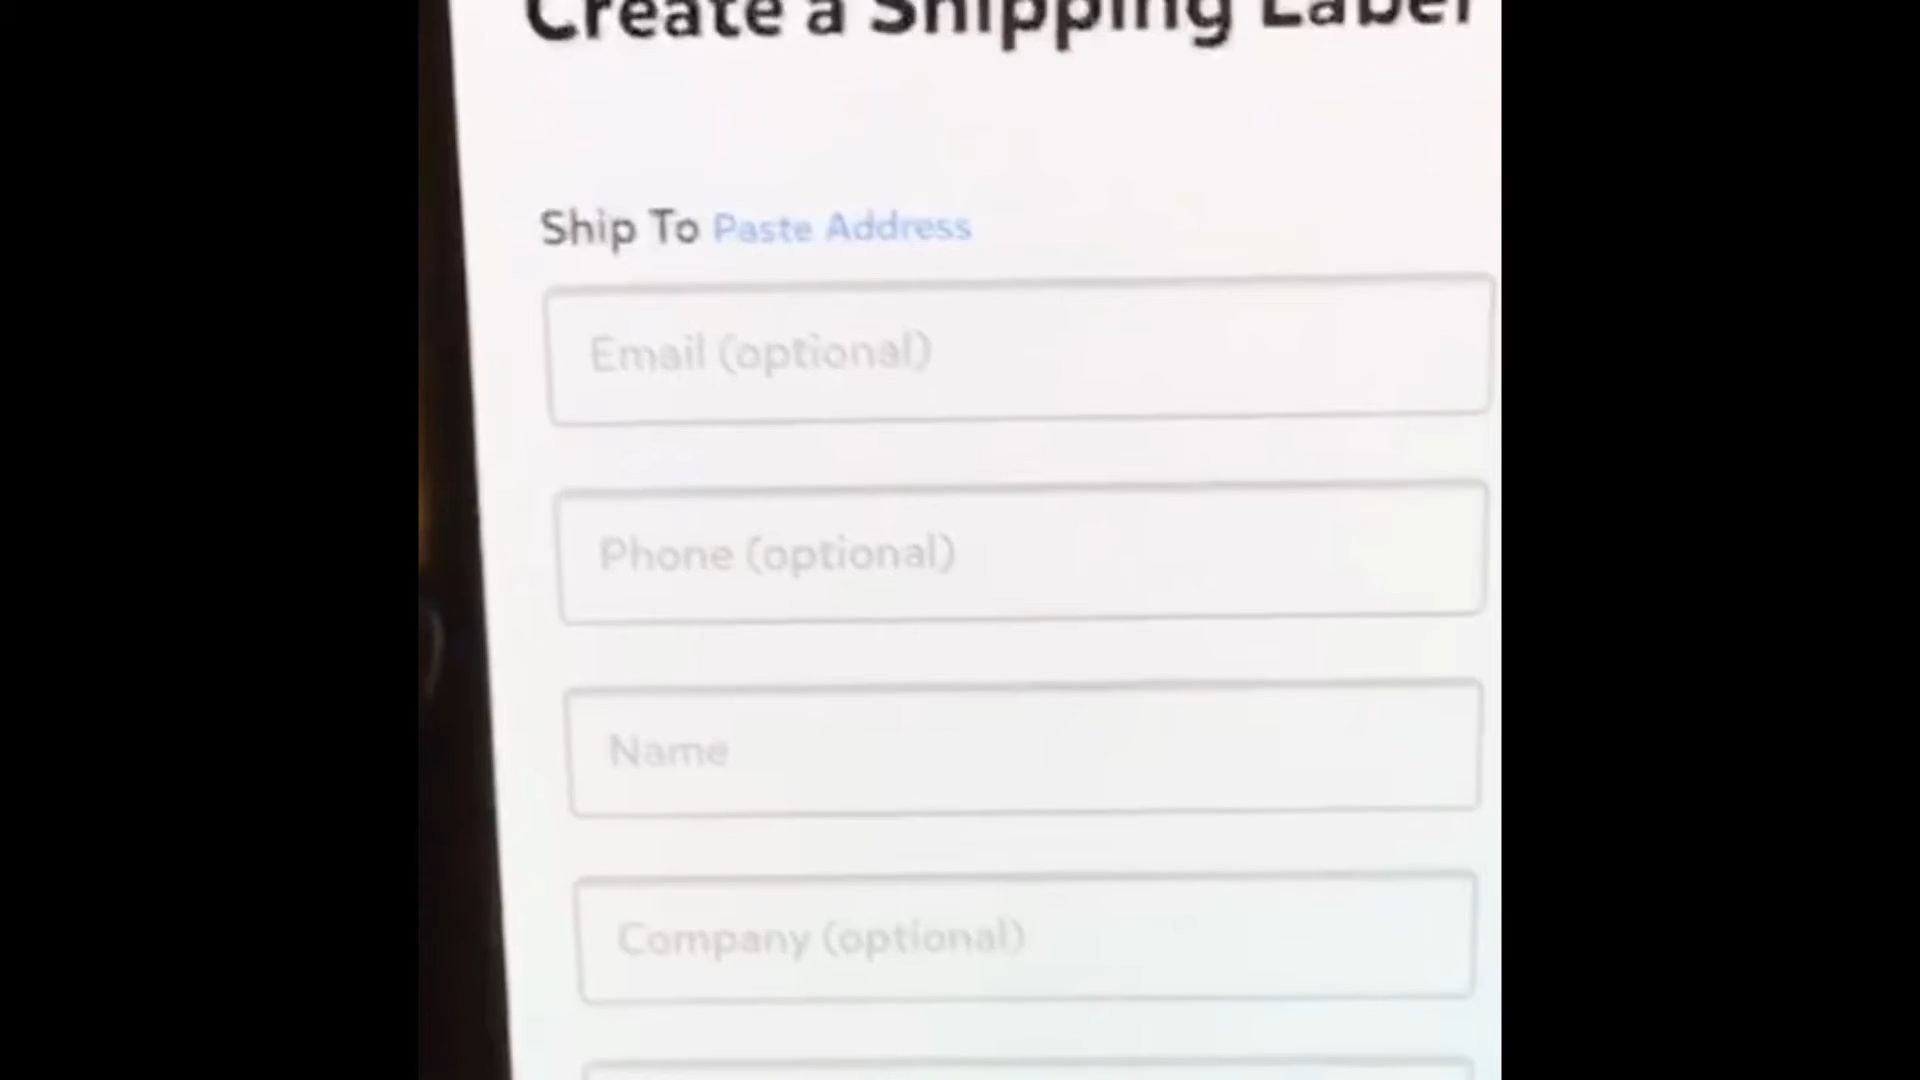 Create a Shipping Label
Ship To Paste Address
Email (optional)
Phone (optional)
Name
Company (optional)